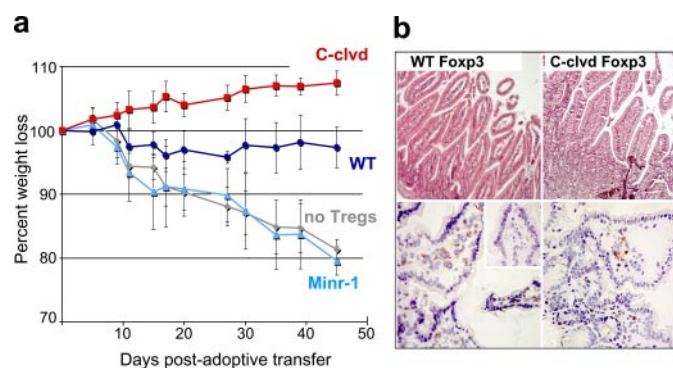 a
C-clvd
110
100
WT
90
no Tregs
80
Minr-1
70
10 20 30 40 50
Percent weight loss
Days post-adoptive transfer
b
WT Foxp3 C-clvd Foxp3